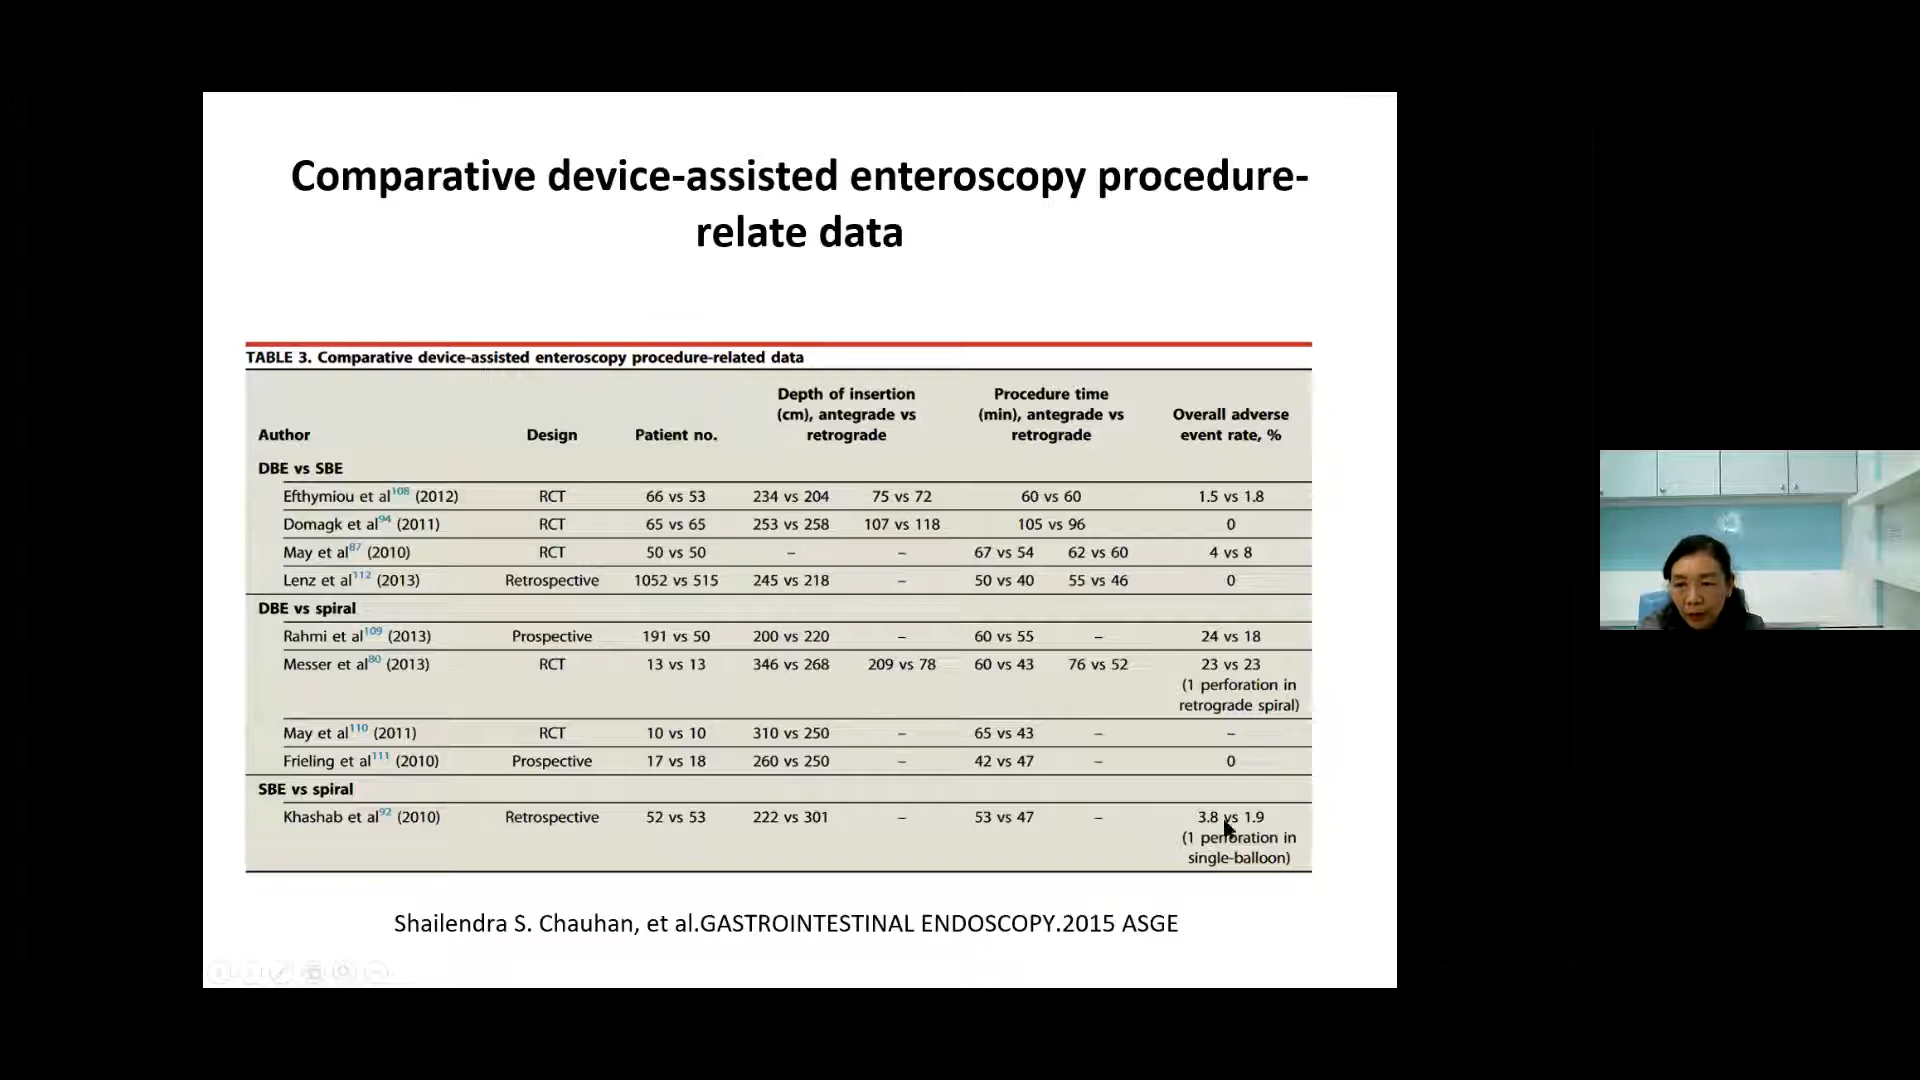 Comparative device-assisted enteroscopy procedure-
relate data
TABLE 3. Comparative device-assisted enteroscopy procedure-related data
Author Design Patient no. Depth of insertion (cm), antegrade vs retrograde Procedure time (min), antegrade vs retrograde Overall adverse event rate, %
DBE vs SBE
Efthymiou et al108 (2012) RCT 66 vs 53 234 vs 204 75 vs 72 60 vs 60 1.5 vs 1.8
Domagk et al94 (2011) RCT 65 vs 65 253 vs 258 107 vs 118 105 vs 96 0
May et al87 (2010) RCT 50 vs 50 – – 67 vs 54 62 vs 60 4 vs 8
Lenz et al112 (2013) Retrospective 1052 vs 515 245 vs 218 – 50 vs 40 55 vs 46 0
DBE vs spiral
Rahmi et al109 (2013) Prospective 191 vs 50 200 vs 220 – 60 vs 55 – 24 vs 18
Messer et al80 (2013) RCT 13 vs 13 346 vs 268 209 vs 78 60 vs 43 76 vs 52 23 vs 23
(1 perforation in
retrograde spiral)
May et al110 (2011) RCT 10 vs 10 310 vs 250 – 65 vs 43 – –
Frieling et al111 (2010) Prospective 17 vs 18 260 vs 250 – 42 vs 47 – 0
SBE vs spiral
Khashab et al92 (2010) Retrospective 52 vs 53 222 vs 301 – 53 vs 47 – 3.8 vs 1.9
(1 perforation in
single-balloon)
Shailendra S. Chauhan, et al.GASTROINTESTINAL ENDOSCOPY.2015 ASGE